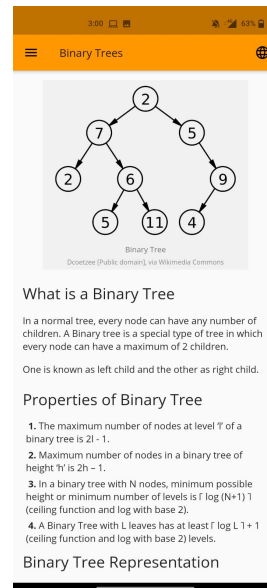 3:00 63%
Binary Trees
2
7 5
2 6 9
5 11 4
Binary Tree
Dcoetzee [Public domain], via Wikimedia Commons
What is a Binary Tree
In a normal tree, every node can have any number of
children. A Binary tree is a special type of tree in which
every node can have a maximum of 2 children.
One is known as left child and the other as right child.
Properties of Binary Tree
1. The maximum number of nodes at level ‘l’ of a
binary tree is 2l - 1.
2. Maximum number of nodes in a binary tree of
height ‘h’ is 2h – 1.
3. In a binary tree with N nodes, minimum possible
height or minimum number of levels is ⌈ log (N+1) ⌉
(ceiling function and log with base 2).
4. A Binary Tree with L leaves has at least ⌈ log L ⌉ + 1
(ceiling function and log with base 2) levels.
Binary Tree Representation